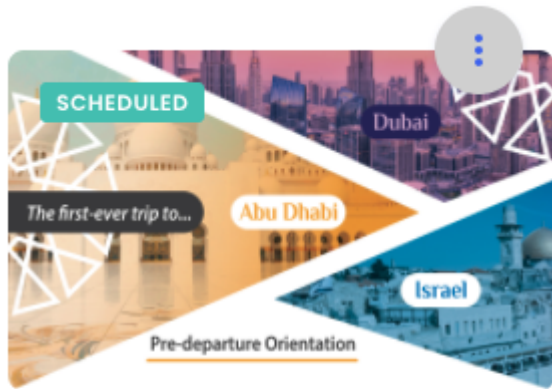 SCHEDULED
Dubai
The first-ever trip to...
Abu Dhabi
Israel
Pre-departure Orientation